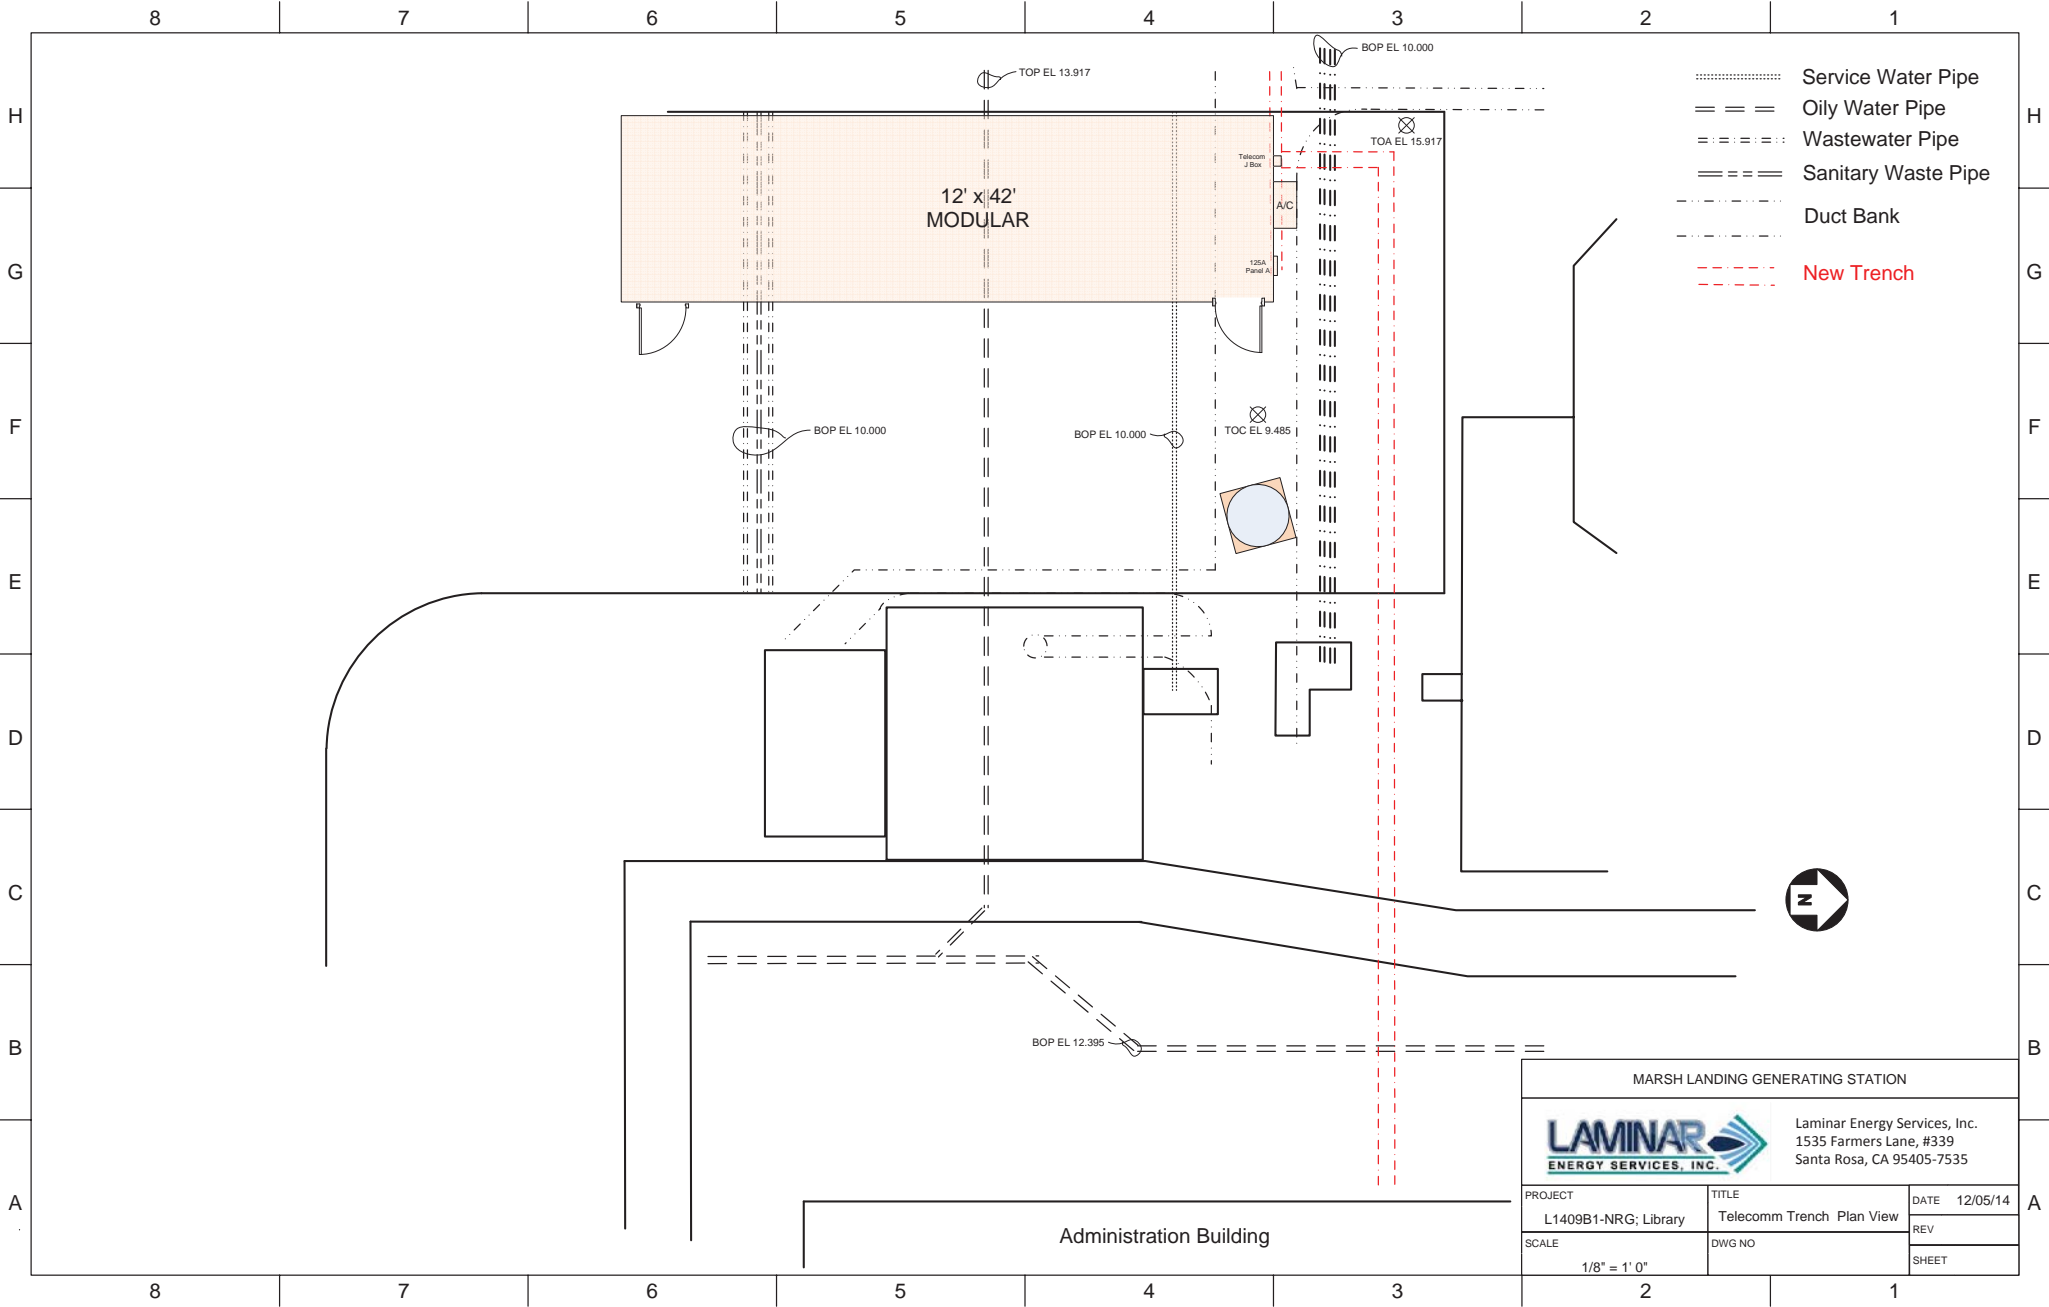 8 7 6 5 4 3 2 1
H
G
F
E
D
C
B
A
H
G
F
E
D
C
B
A
TOP EL 13.917
BOP EL 10.000
TOA EL 15.917
Telecom
J Box
12' x 42'
MODULAR
A/C
125A
Panel A
BOP EL 10.000
BOP EL 10.000
TOC EL 9.485
BOP EL 12.395
Administration Building
Service Water Pipe
Oily Water Pipe
Wastewater Pipe
Sanitary Waste Pipe
Duct Bank
New Trench
N
MARSH LANDING GENERATING STATION
LAMINAR
ENERGY SERVICES, INC.
Laminar Energy Services, Inc.
1535 Farmers Lane, #339
Santa Rosa, CA 95405-7535
PROJECT
L1409B1-NRG; Library
TITLE
Telecomm Trench Plan View
DATE 12/05/14
REV
SCALE
1/8" = 1' 0"
DWG NO
SHEET
8 7 6 5 4 3 2 1